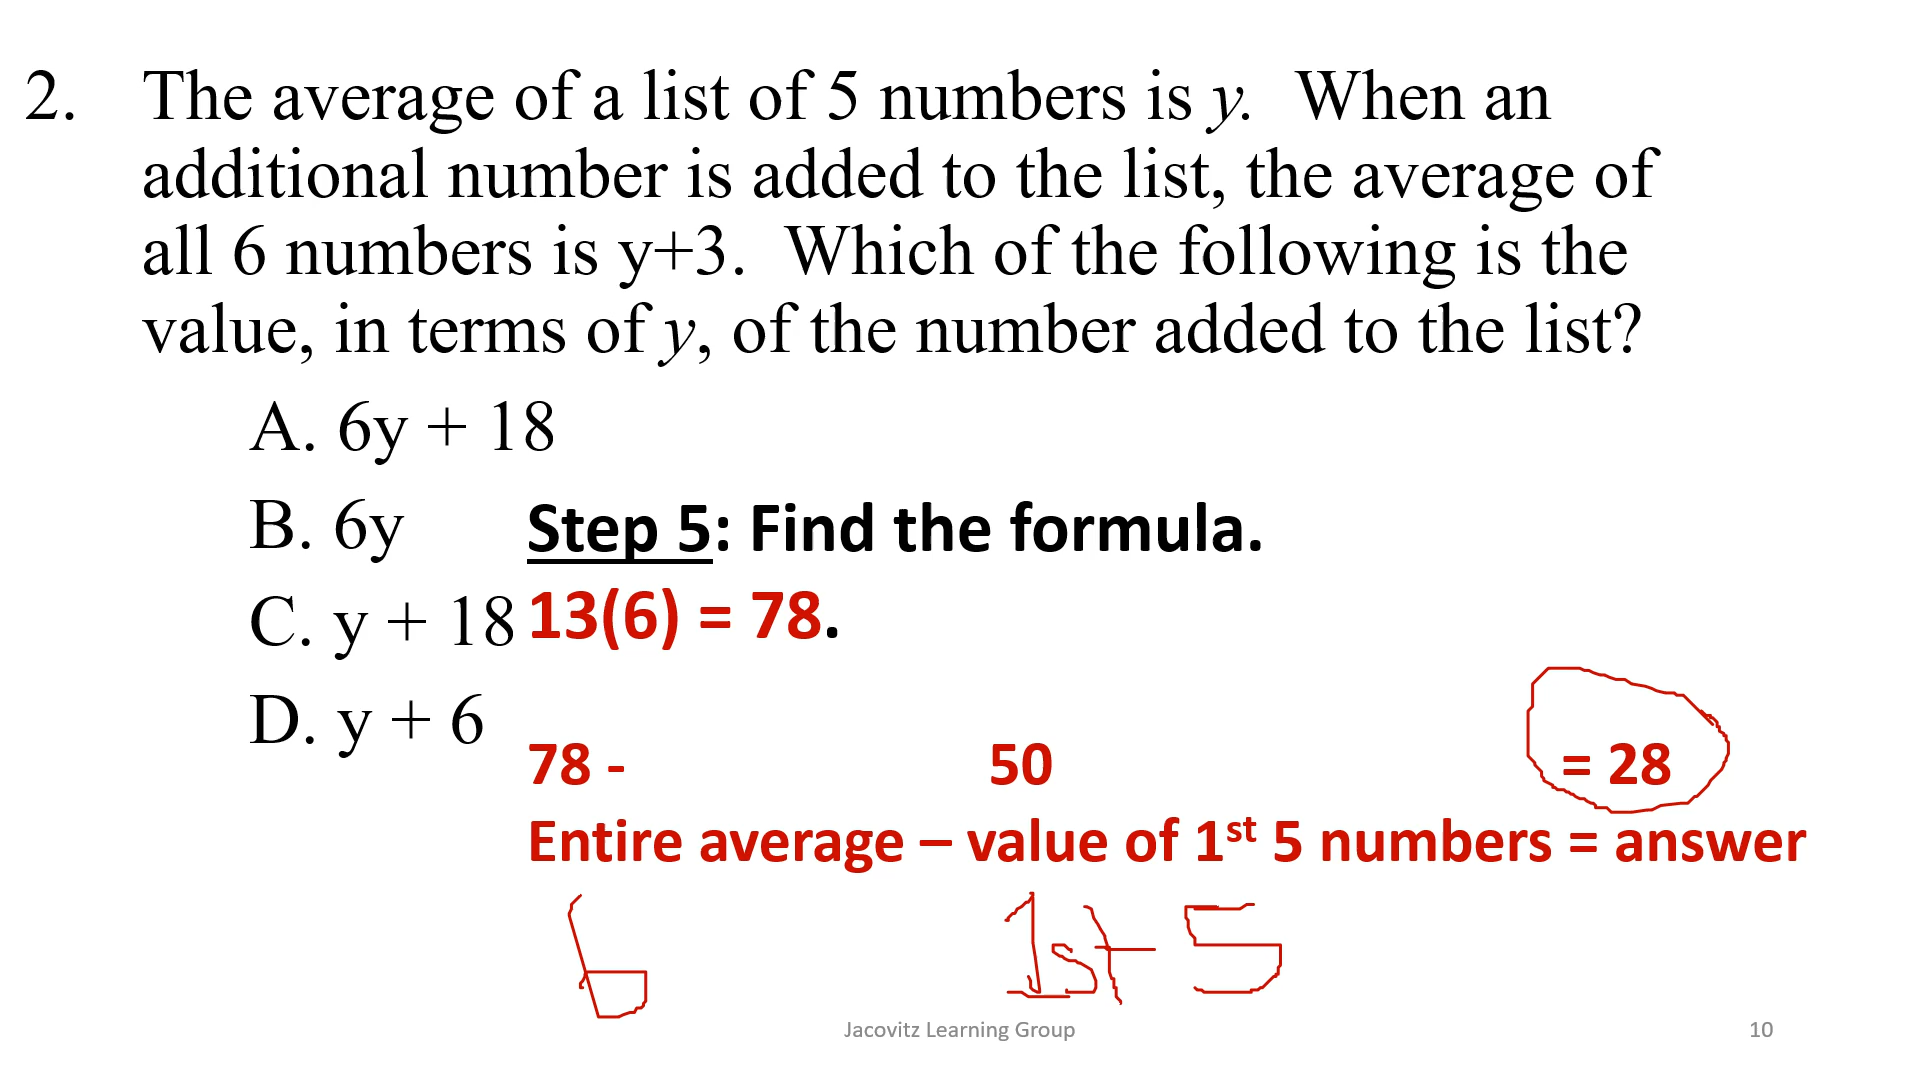 2. The average of a list of 5 numbers is y. When an
additional number is added to the list, the average of
all 6 numbers is y+3. Which of the following is the
value, in terms of y, of the number added to the list?
A. 6y + 18
B. 6y
Step 5: Find the formula.
C. y + 18
13(6) = 78.
D. y + 6
78 - 50 = 28
Entire average – value of 1st 5 numbers = answer
6 1st 5
Jacovitz Learning Group 10